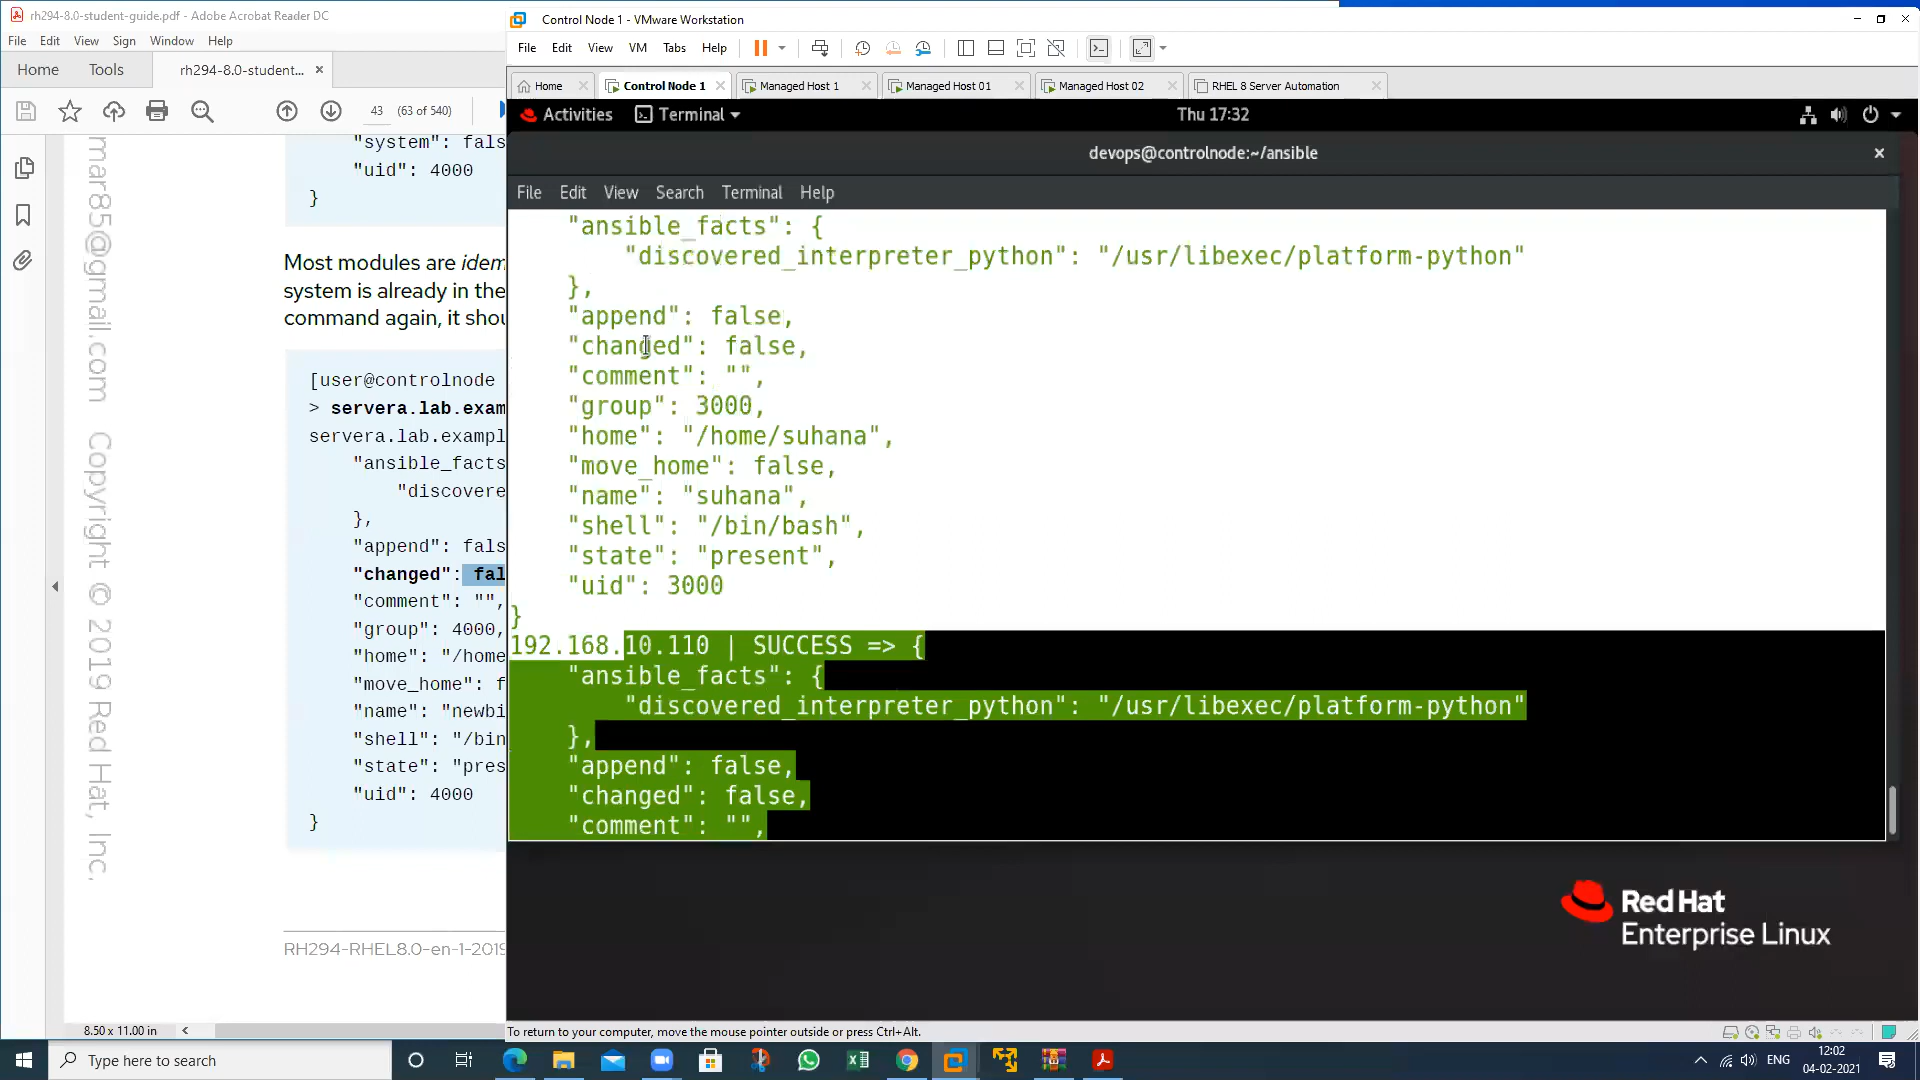 rh294-8.0-student-guide.pdf - Adobe Acrobat Reader DC
File Edit View Sign Window Help
Home Tools rh294-8.0-student... ×
43 (63 of 540)
"system": fals
"uid": 4000
}
Most modules are idem
system is already in the
command again, it shou
[user@controlnode
> servera.lab.exam
servera.lab.exampl
"ansible_facts
"discovere
},
"append": fals
"changed": fal
"comment": "",
"group": 4000,
"home": "/home
"move_home": f
"name": "newbi
"shell": "/bin
"state": "pres
"uid": 4000
}
RH294-RHEL8.0-en-1-2019
mar85@gmail.com Copyright © 2019 Red Hat, Inc.
8.50 x 11.00 in
Control Node 1 - VMware Workstation
File Edit View VM Tabs Help
Home Control Node 1 Managed Host 1 Managed Host 01 Managed Host 02 RHEL 8 Server Automation
Activities Terminal Thu 17:32
devops@controlnode:~/ansible
File Edit View Search Terminal Help
"ansible_facts": {
"discovered_interpreter_python": "/usr/libexec/platform-python"
},
"append": false,
"changed": false,
"comment": "",
"group": 3000,
"home": "/home/suhana",
"move_home": false,
"name": "suhana",
"shell": "/bin/bash",
"state": "present",
"uid": 3000
}
192.168.10.110 | SUCCESS => {
"ansible_facts": {
"discovered_interpreter_python": "/usr/libexec/platform-python"
},
"append": false,
"changed": false,
"comment": "",
Red Hat
Enterprise Linux
To return to your computer, move the mouse pointer outside or press Ctrl+Alt.
Type here to search
ENG
12:02
04-02-2021